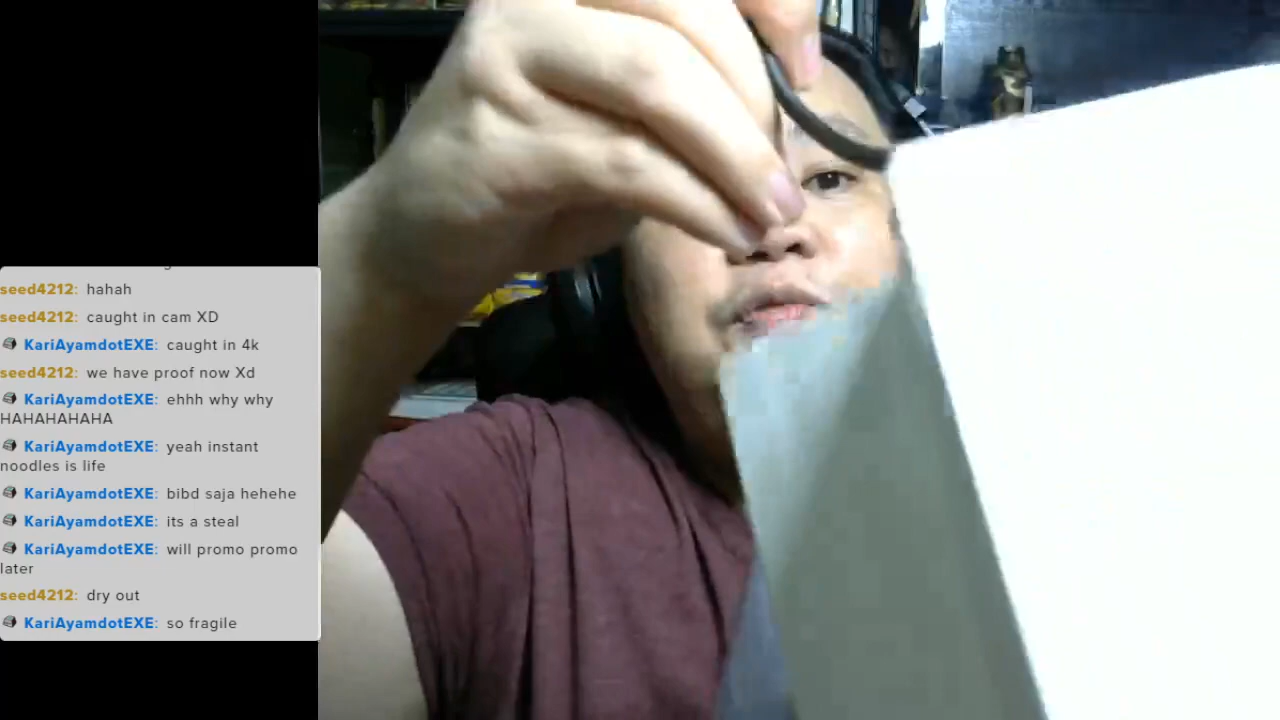 seed4212: hahah
seed4212: caught in cam XD
KariAyamdotEXE: caught in 4k
seed4212: we have proof now Xd
KariAyamdotEXE: ehhh why why
HAHAHAHAHA
KariAyamdotEXE: yeah instant
noodles is life
KariAyamdotEXE: bibd saja hehehe
KariAyamdotEXE: its a steal
KariAyamdotEXE: will promo promo
later
seed4212: dry out
KariAyamdotEXE: so fragile